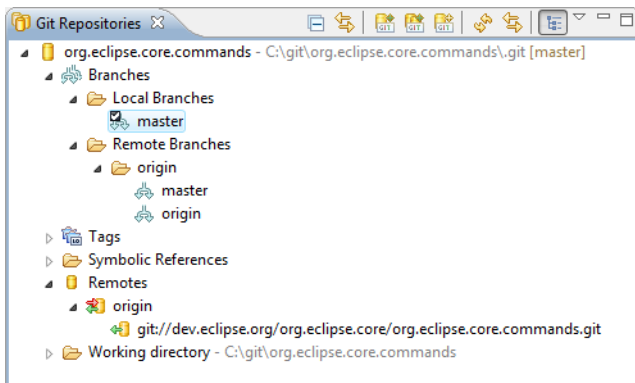 Git Repositories
org.eclipse.core.commands - C:\git\org.eclipse.core.commands\.git [master]
Branches
Local Branches
master
Remote Branches
origin
master
origin
Tags
Symbolic References
Remotes
origin
git://dev.eclipse.org/org.eclipse.core/org.eclipse.core.commands.git
Working directory - C:\git\org.eclipse.core.commands